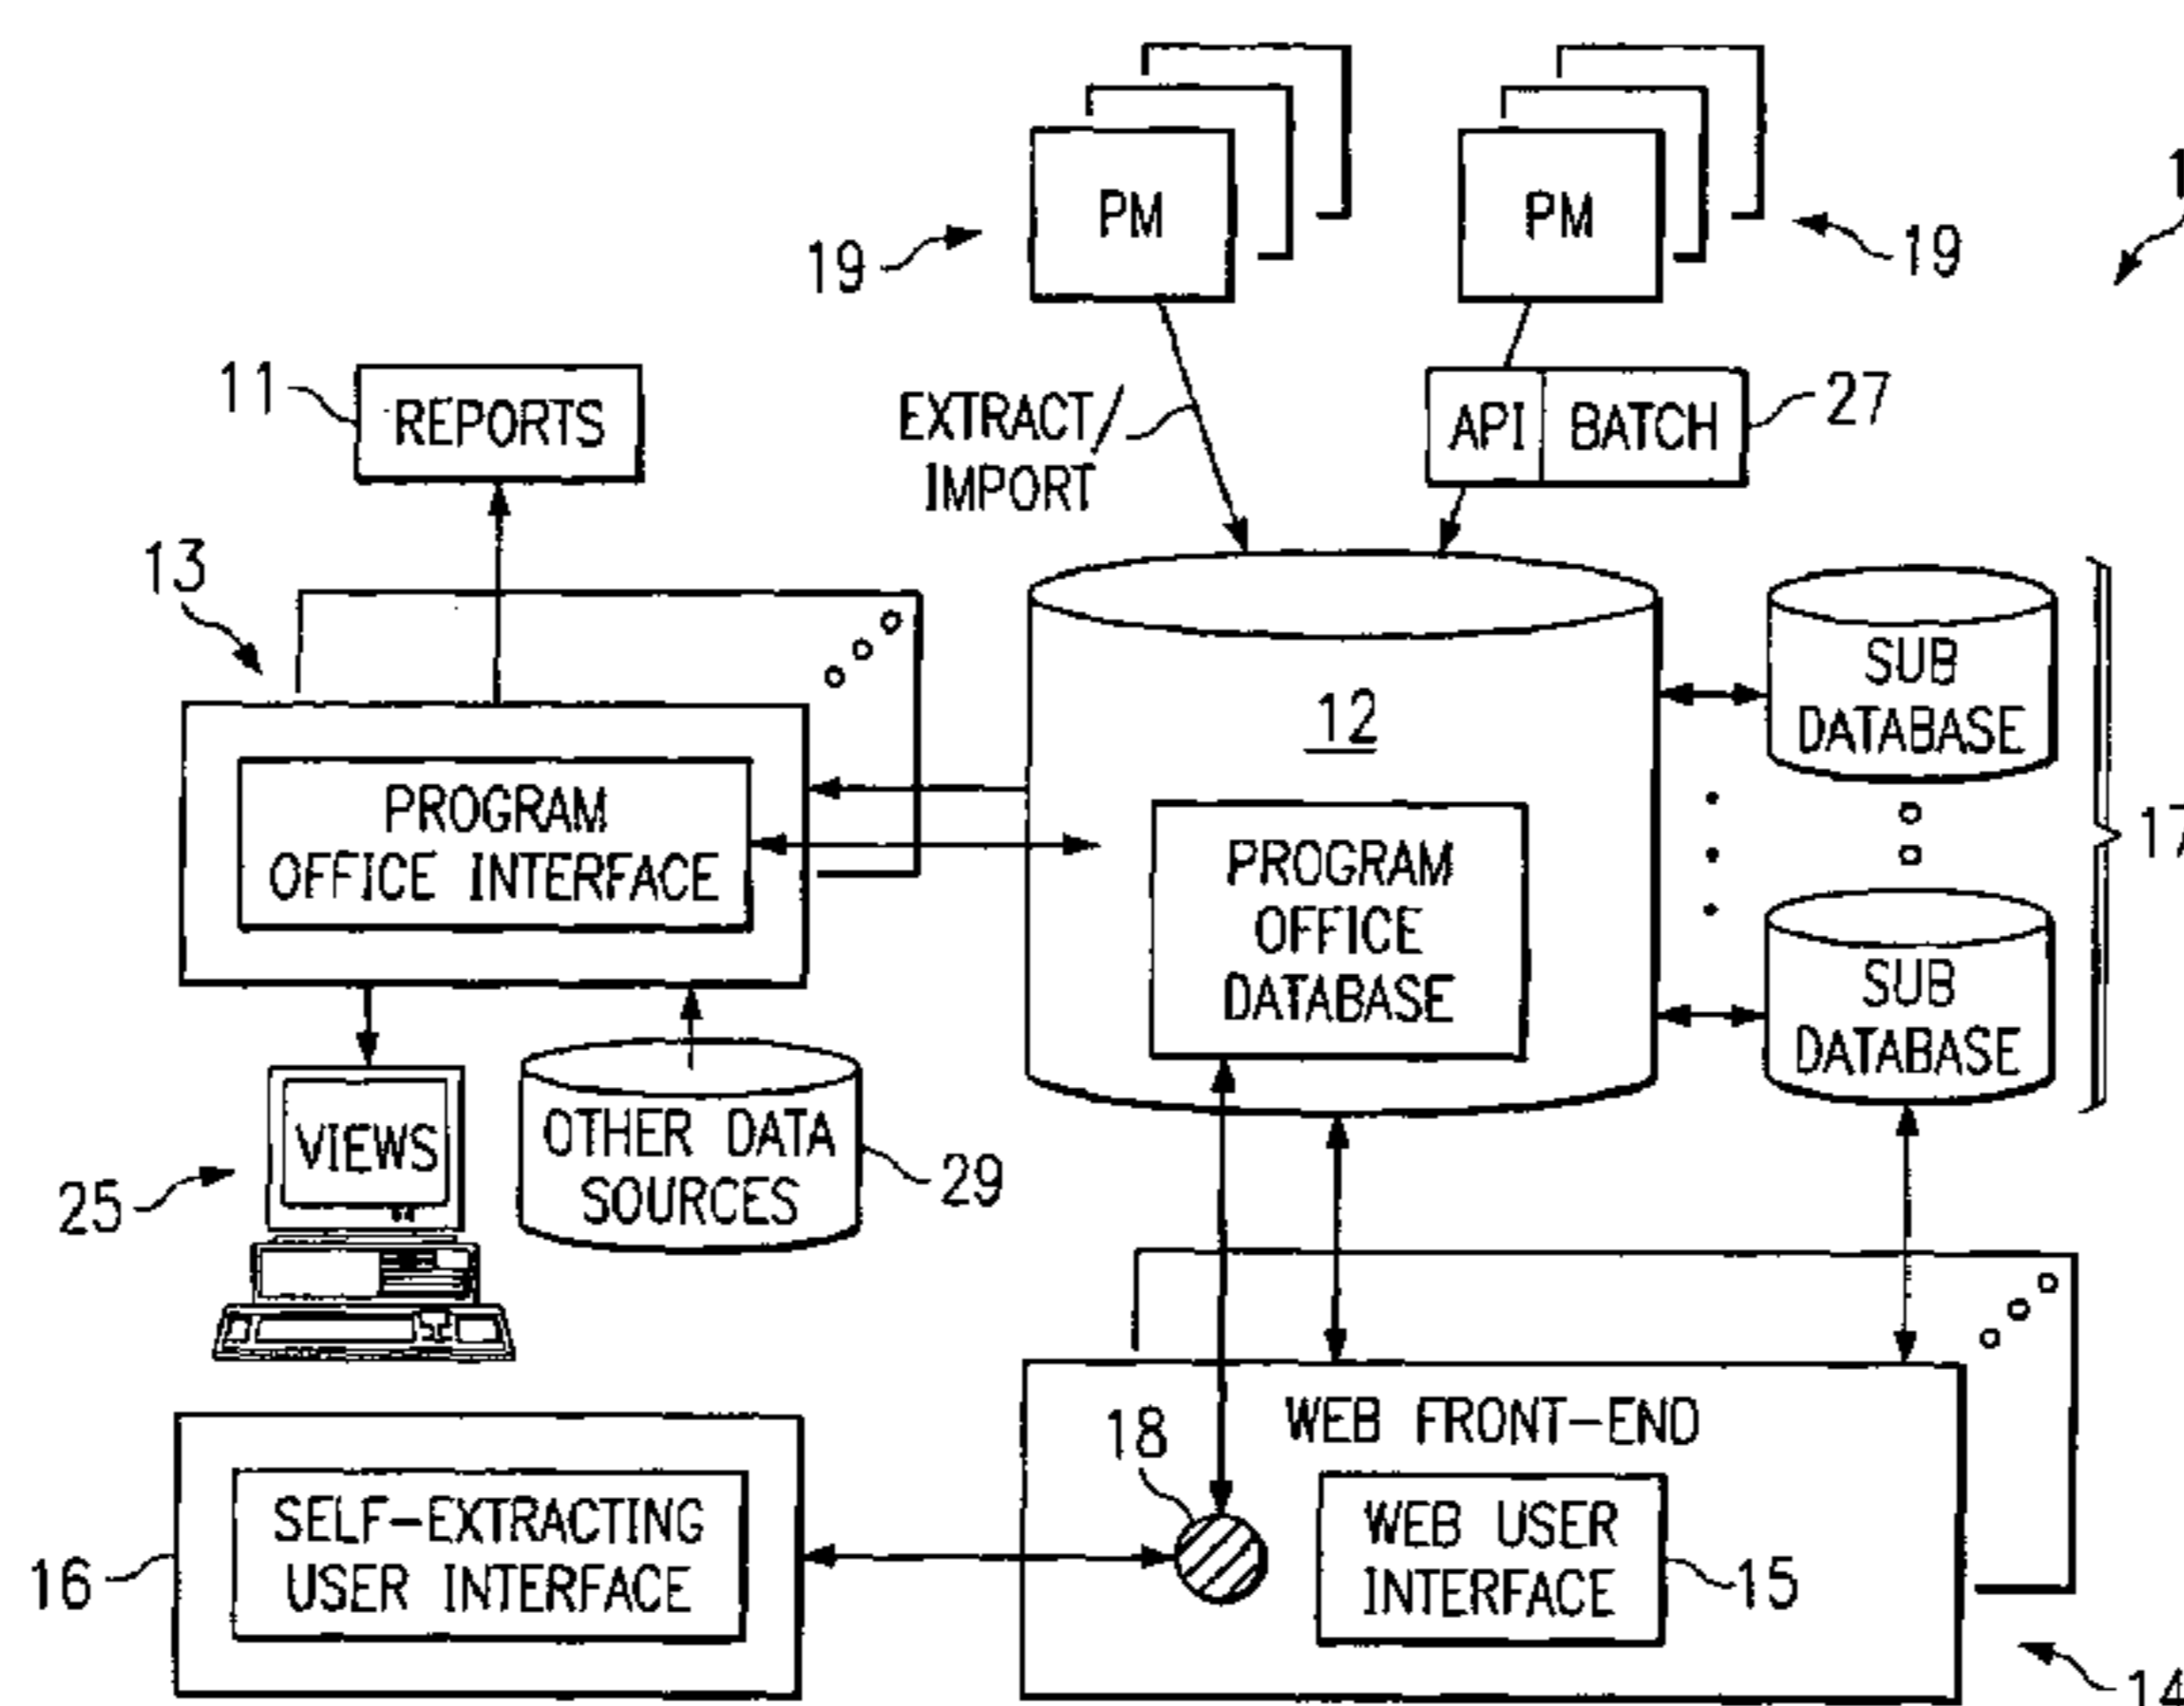 PM
PM
19
19
11
REPORTS
EXTRACT/
IMPORT
API
BATCH
27
13
12
SUB
DATABASE
PROGRAM
OFFICE INTERFACE
PROGRAM
OFFICE
DATABASE
17
SUB
DATABASE
VIEWS
25
OTHER DATA
SOURCES
29
18
WEB FRONT-END
16
SELF-EXTRACTING
USER INTERFACE
WEB USER
INTERFACE
15
14